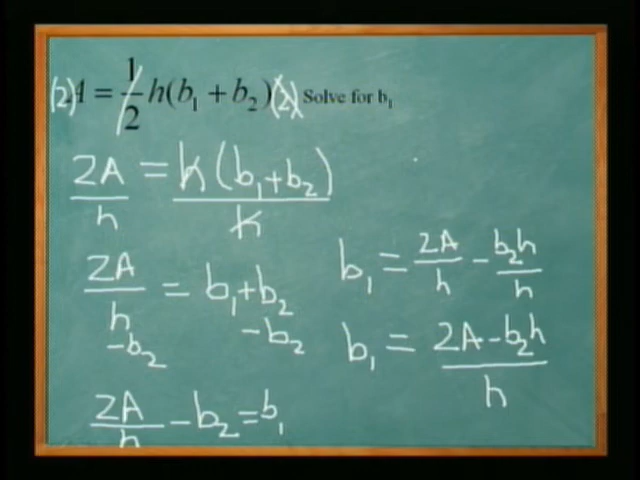 (2)A = 1/2 h(b₁ + b₂)(2) Solve for b₁
2A/h = h(b₁+b₂)/h
2A/h = b₁+b₂
-b₂ -b₂
2A/h - b₂ = b₁
b₁ = 2A/h - b₂h/h
b₁ = (2A-b₂h)/h